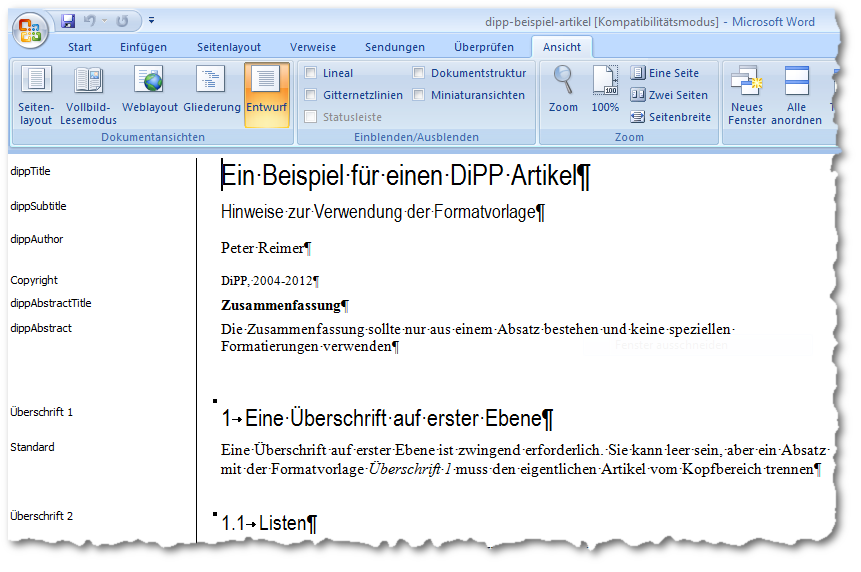 dipp-beispiel-artikel [Kompatibilitätsmodus] - Microsoft Word
Start Einfügen Seitenlayout Verweise Sendungen Überprüfen Ansicht
Seiten-
layout
Vollbild-
Lesemodus
Weblayout
Gliederung
Entwurf
Dokumentansichten
Lineal
Gitternetzlinien
Statusleiste
Dokumentstruktur
Miniaturansichten
Einblenden/Ausblenden
Zoom
100
100%
Eine Seite
Zwei Seiten
Seitenbreite
Zoom
Neues
Fenster
Alle
anordnen
dippTitle
Ein·Beispiel·für·einen·DiPP·Artikel¶
dippSubtitle
Hinweise·zur·Verwendung·der·Formatvorlage¶
dippAuthor
Peter·Reimer¶
Copyright
DiPP,·2004-2012¶
dippAbstractTitle
Zusammenfassung¶
dippAbstract
Die·Zusammenfassung·sollte·nur·aus·einem·Absatz·bestehen·und·keine·speziellen·
Formatierungen·verwenden¶
Fenster ausschneiden
Überschrift 1
1→Eine·Überschrift·auf·erster·Ebene¶
Standard
Eine·Überschrift·auf·erster·Ebene·ist·zwingend·erforderlich.·Sie·kann·leer·sein,·aber·ein·Absatz·
mit·der·Formatvorlage·Überschrift·1·muss·den·eigentlichen·Artikel·vom·Kopfbereich·trennen¶
Überschrift 2
1.1→Listen¶